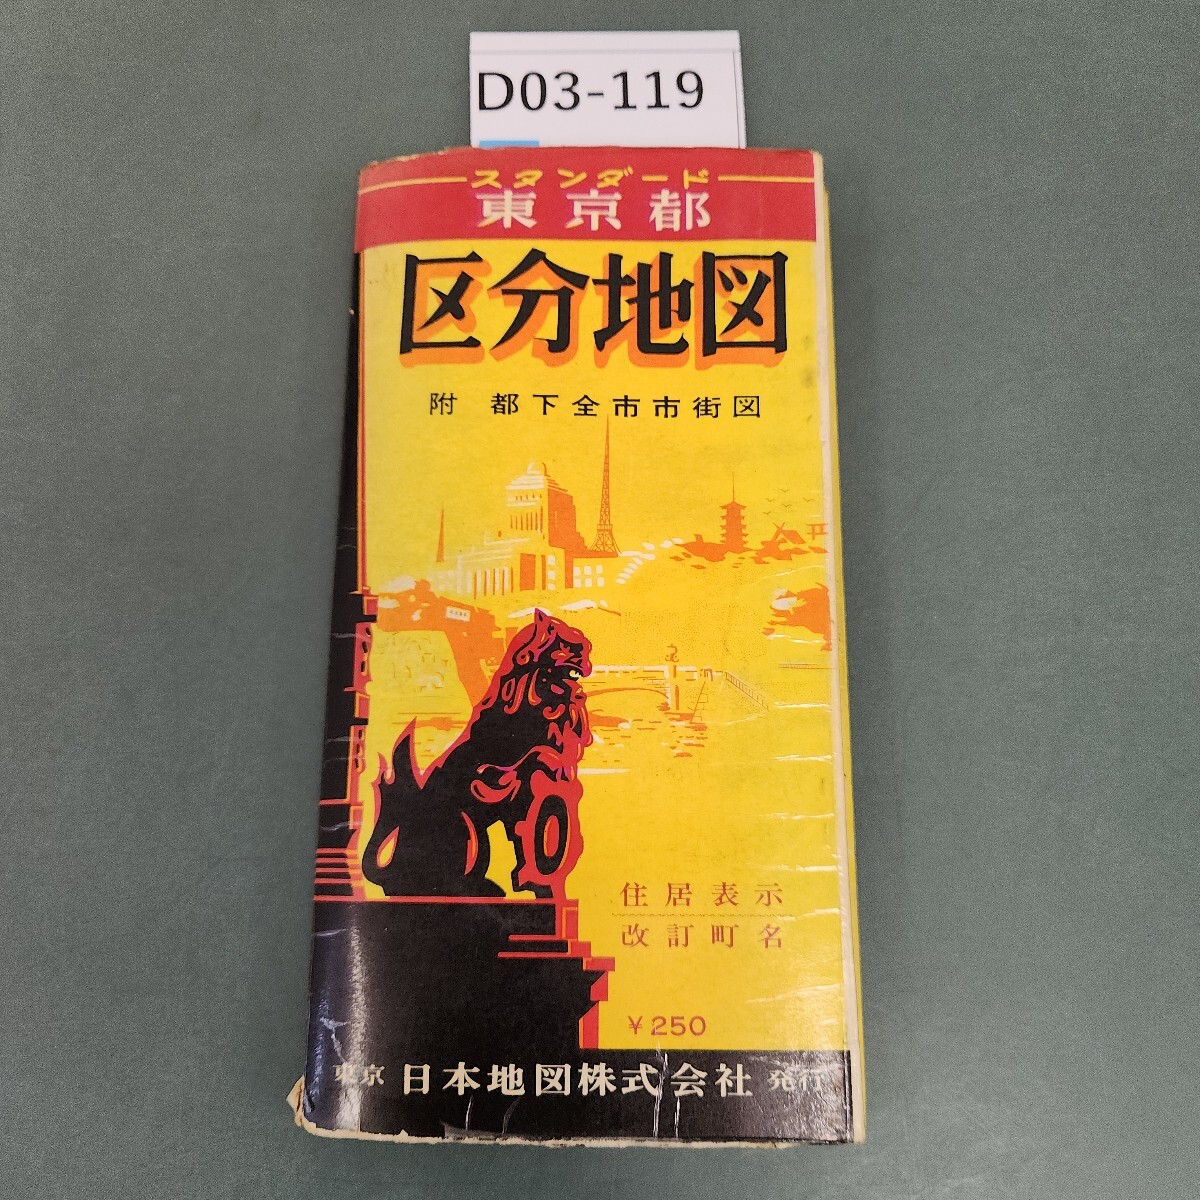 D03-119
スタンダード
東京都
区分地図
附 都下全市市街図
住居表示
改訂町名
¥250
東京 日本地図株式会社 発行